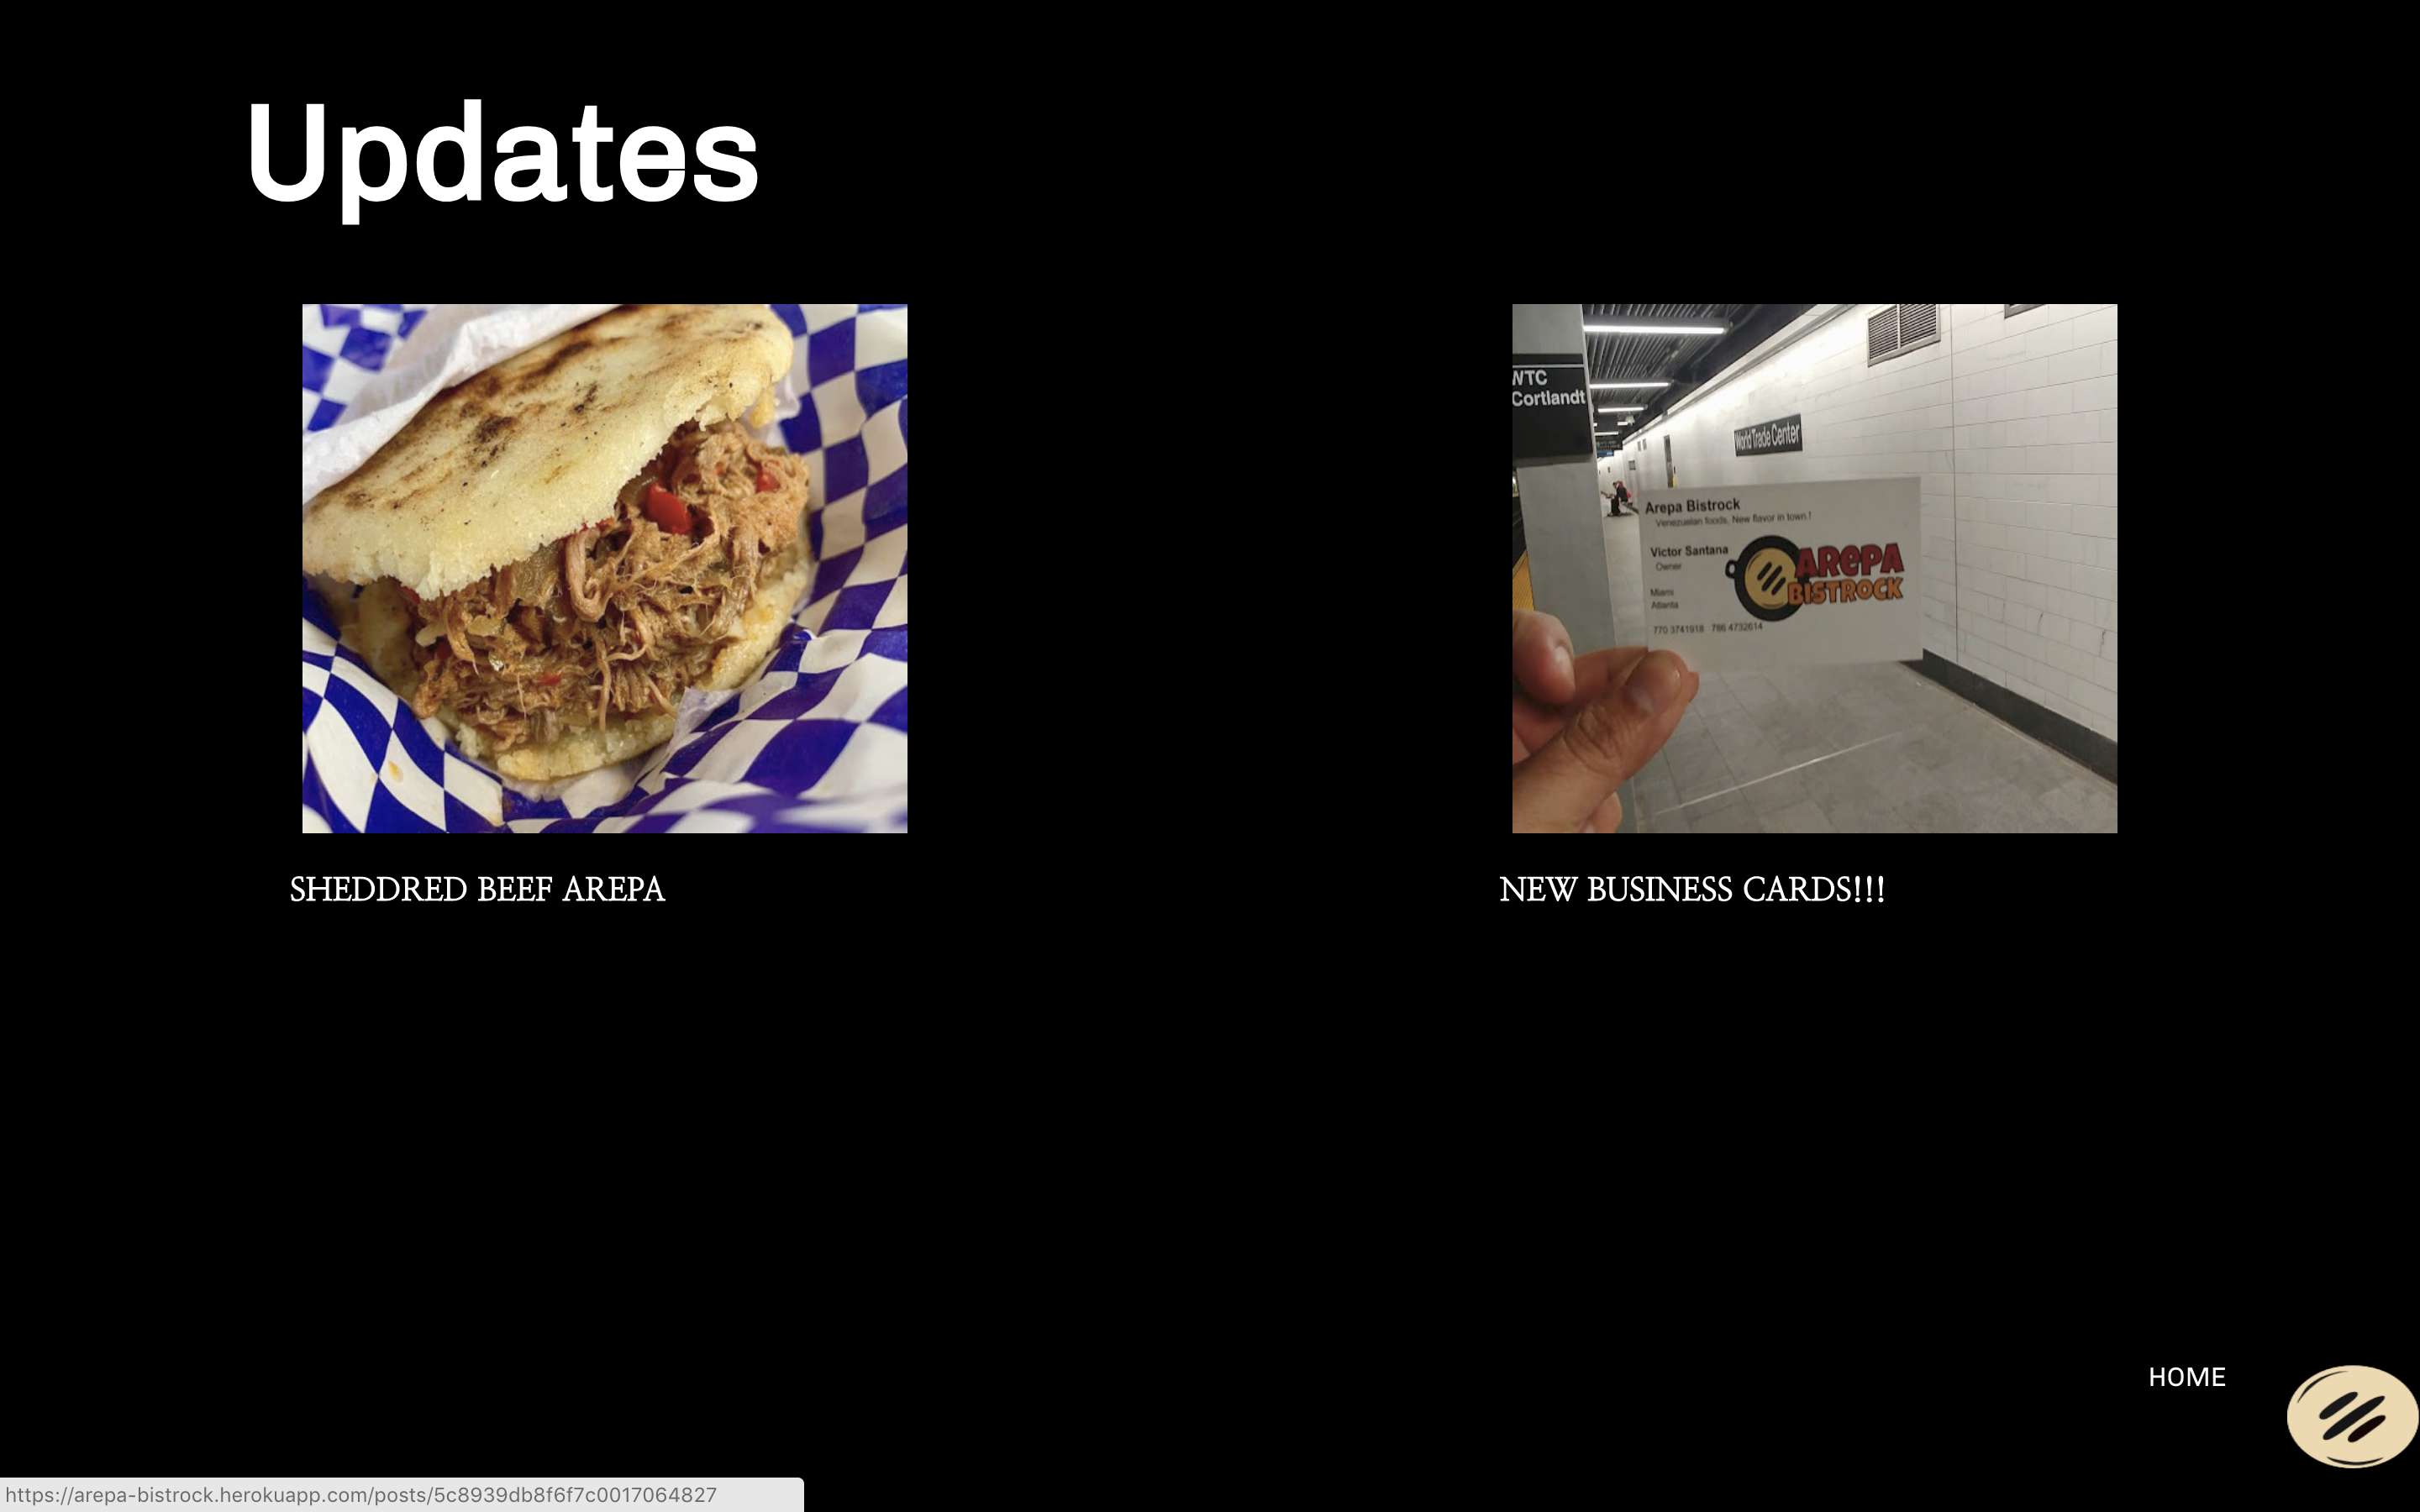 Updates
WTC
Cortlandt
World Trade Center
Arepa Bistrock
Venezuelan foods. New flavor in town.!
Victor Santana
Owner
AREPA
BISTROCK
Miami
Atlanta
770 3741918 786 4732614
SHEDDRED BEEF AREPA
NEW BUSINESS CARDS!!!
HOME
https://arepa-bistrock.herokuapp.com/posts/5c8939db8f6f7c0017064827